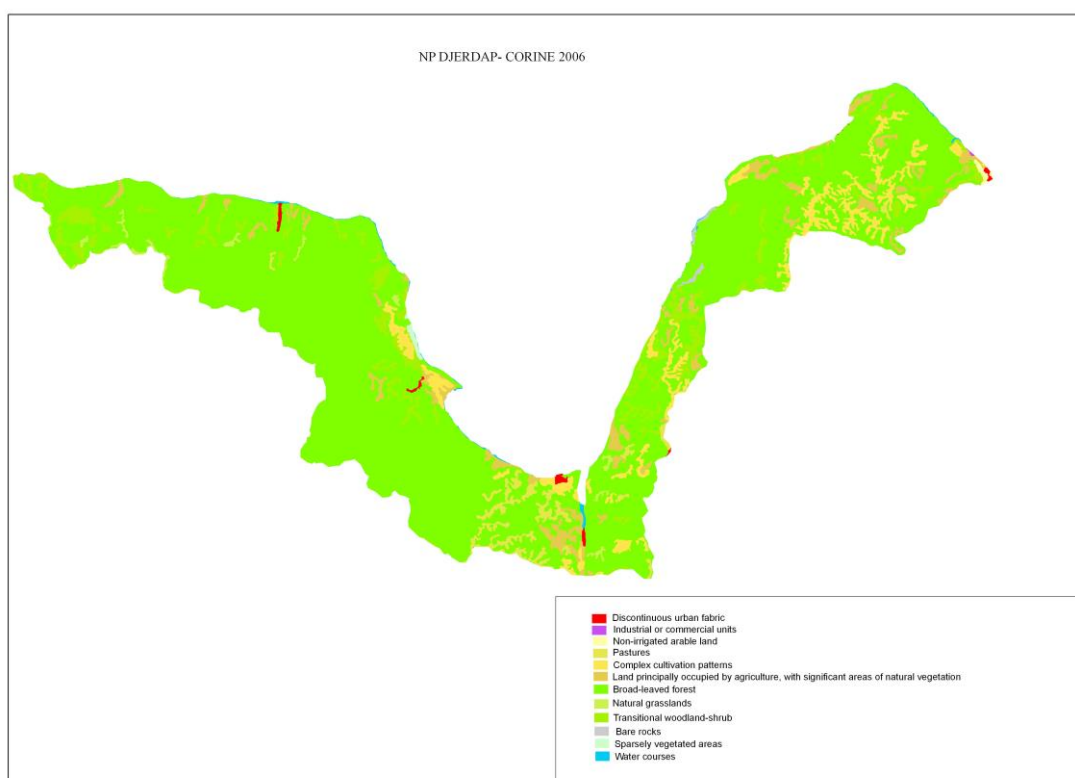 NP DJERDAP- CORINE 2006
Discontinuous urban fabric
Industrial or commercial units
Non-irrigated arable land
Pastures
Complex cultivation patterns
Land principally occupied by agriculture, with significant areas of natural vegetation
Broad-leaved forest
Natural grasslands
Transitional woodland-shrub
Bare rocks
Sparsely vegetated areas
Water courses